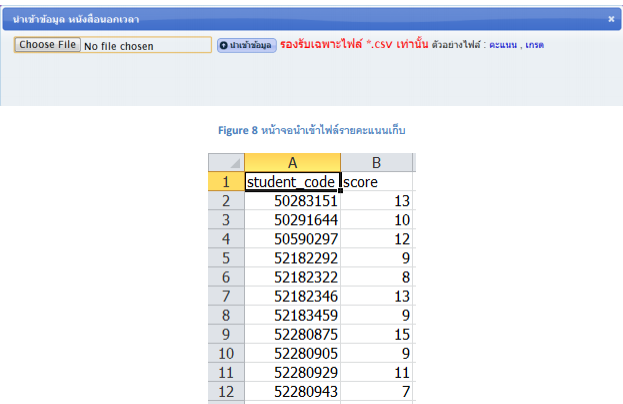 นำเข้าข้อมูล หนังสือนอกเวลา ×
Choose File No file chosen นำเข้าข้อมูล รองรับเฉพาะไฟล์ *.csv เท่านั้น ตัวอย่างไฟล์ : คะแนน , เกรด
Figure 8 หน้าจอนำเข้าไฟล์รายคะแนนเก็บ
A B
1 student_code score
2 50283151 13
3 50291644 10
4 50590297 12
5 52182292 9
6 52182322 8
7 52182346 13
8 52183459 9
9 52280875 15
10 52280905 9
11 52280929 11
12 52280943 7